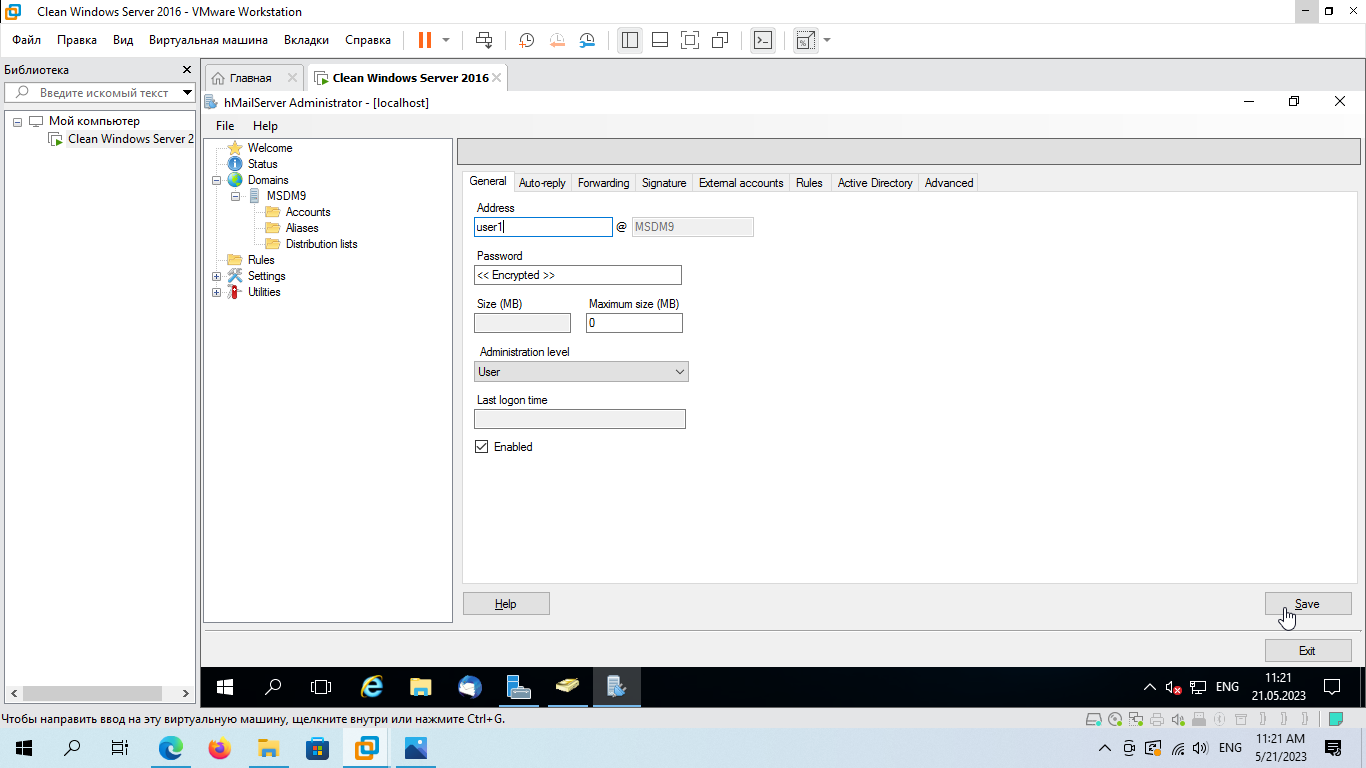 Clean Windows Server 2016 - VMware Workstation
Файл Правка Вид Виртуальная машина Вкладки Справка
Библиотека
Введите искомый текст
Мой компьютер
Clean Windows Server 2
Главная
Clean Windows Server 2016
hMailServer Administrator - [localhost]
File Help
Welcome
Status
Domains
MSDM9
Accounts
Aliases
Distribution lists
Rules
Settings
Utilities
General Auto-reply Forwarding Signature External accounts Rules Active Directory Advanced
Address
user1 @ MSDM9
Password
<< Encrypted >>
Size (MB) Maximum size (MB)
0
Administration level
User
Last logon time
Enabled
Help Save
Exit
ENG
11:21
21.05.2023
Чтобы направить ввод на эту виртуальную машину, щелкните внутри или нажмите Ctrl+G.
ENG
11:21 AM
5/21/2023